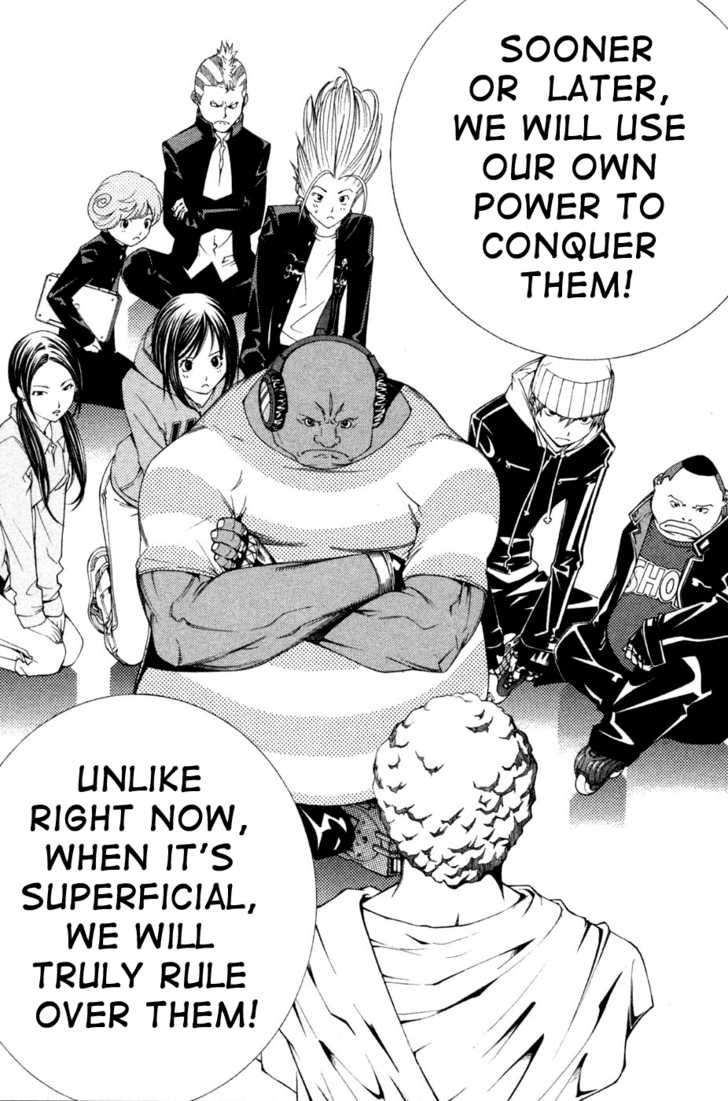 SOONER
OR LATER,
WE WILL USE
OUR OWN
POWER TO
CONQUER
THEM!
SHO
UNLIKE
RIGHT NOW,
WHEN IT'S
SUPERFICIAL,
WE WILL
TRULY RULE
OVER THEM!